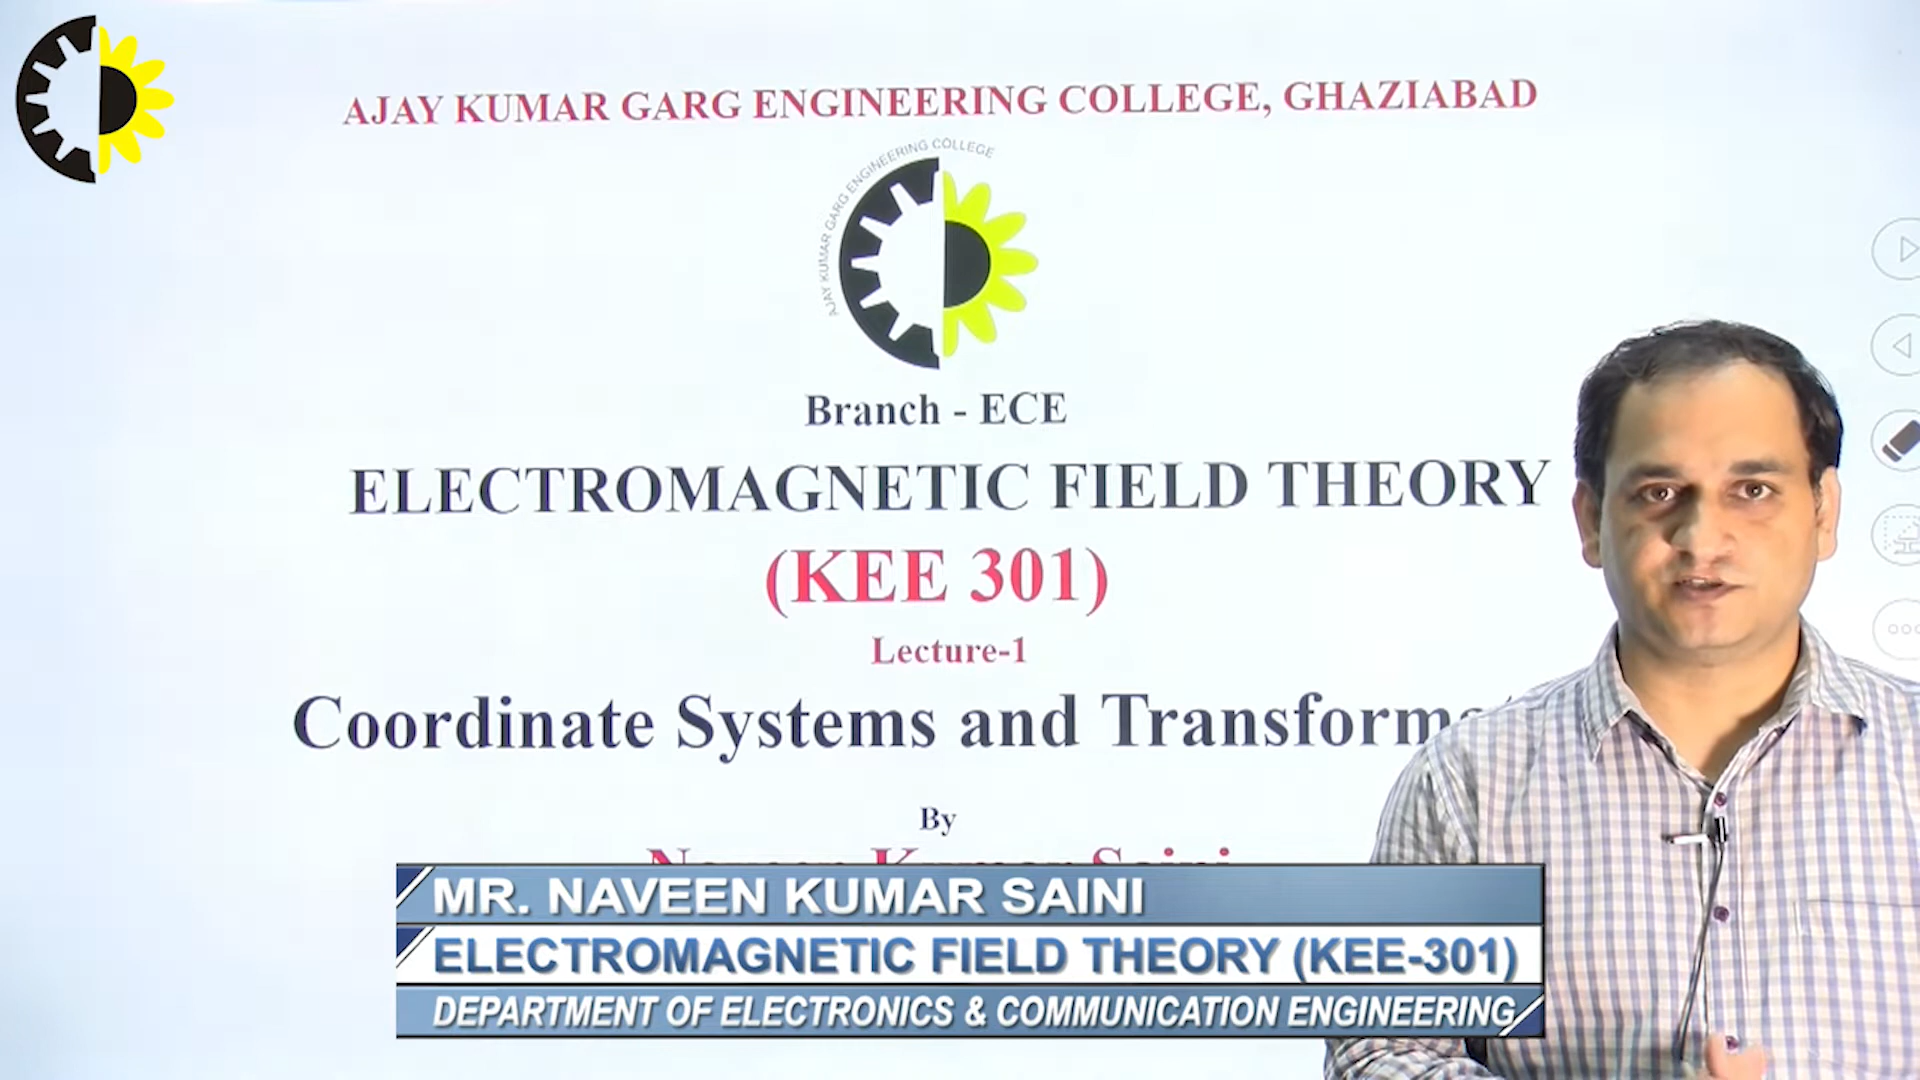 AJAY KUMAR GARG ENGINEERING COLLEGE, GHAZIABAD
AJAY KUMAR GARG ENGINEERING COLLEGE
Branch - ECE
ELECTROMAGNETIC FIELD THEORY
(KEE 301)
Lecture-1
Coordinate Systems and
By
MR. NAVEEN KUMAR SAINI
ELECTROMAGNETIC FIELD THEORY (KEE-301)
DEPARTMENT OF ELECTRONICS & COMMUNICATION ENGINEERING